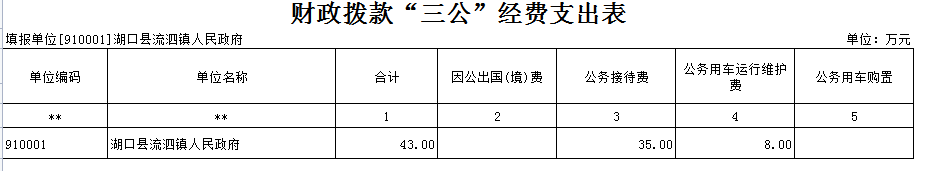 财政拨款“三公”经费支出表
填报单位[910001]湖口县流泗镇人民政府 单位：万元
单位编码 单位名称 合计 因公出国(境)费 公务接待费 公务用车运行维护费 公务用车购置
** ** 1 2 3 4 5
910001 湖口县流泗镇人民政府 43.00 35.00 8.00